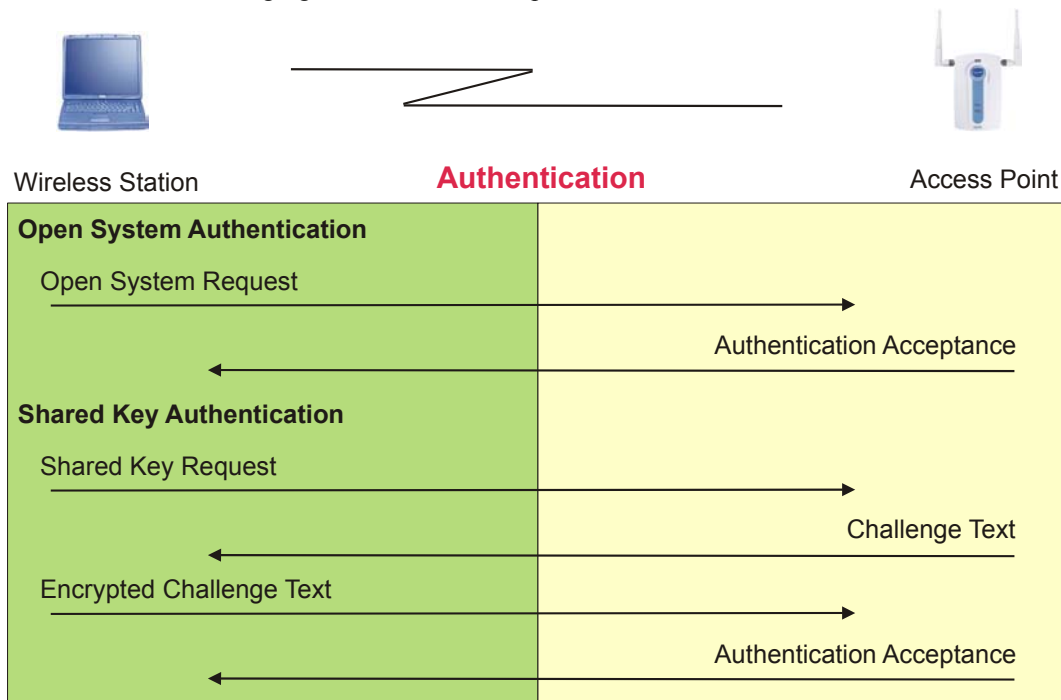 Wireless Station
Authentication
Access Point
Open System Authentication
Open System Request
Authentication Acceptance
Shared Key Authentication
Shared Key Request
Challenge Text
Encrypted Challenge Text
Authentication Acceptance